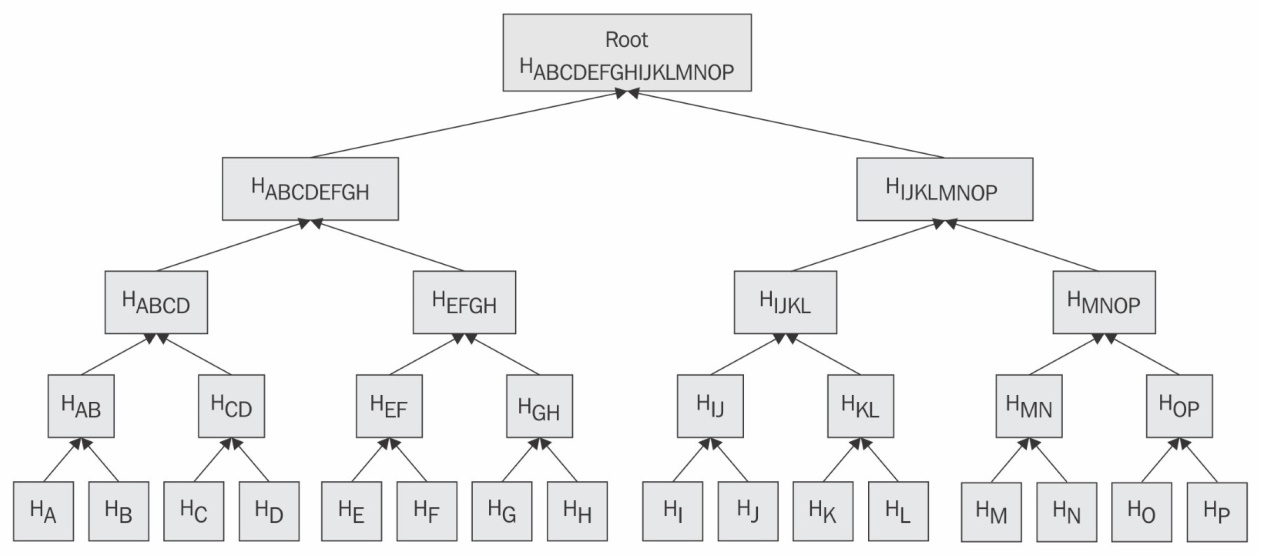 Root
HABCDEFGHIJKLMNOP
HABCDEFGH HIJKLMNOP
HABCD HEFGH HIJKL HMNOP
HAB HCD HEF HGH HIJ HKL HMN HOP
HA HB HC HD HE HF HG HH HI HJ HK HL HM HN HO HP